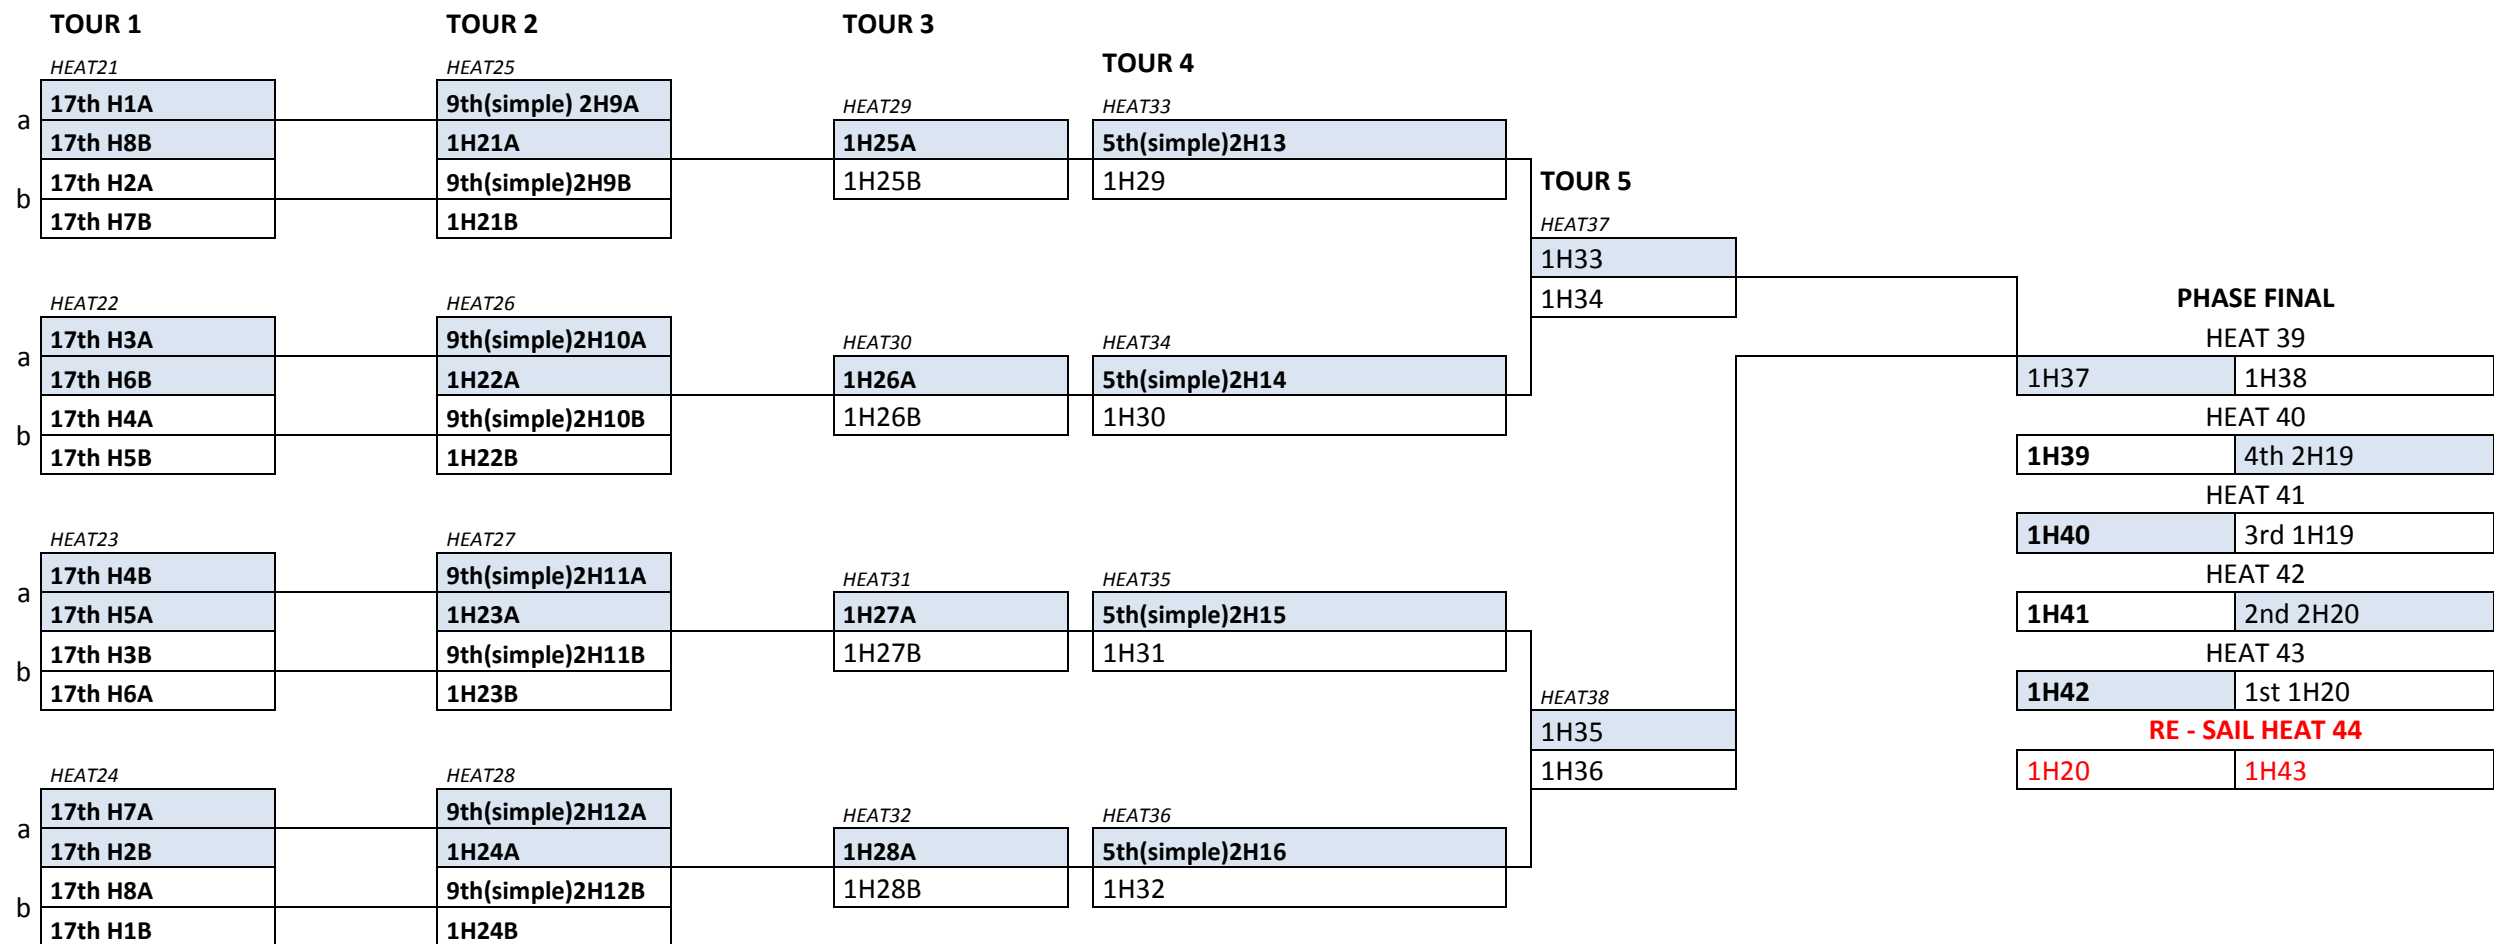 TOUR 1
HEAT21
a
17th H1A
17th H8B
b
17th H2A
17th H7B
HEAT22
a
17th H3A
17th H6B
b
17th H4A
17th H5B
HEAT23
a
17th H4B
17th H5A
b
17th H3B
17th H6A
HEAT24
a
17th H7A
17th H2B
b
17th H8A
17th H1B
TOUR 2
HEAT25
9th(simple) 2H9A
1H21A
9th(simple)2H9B
1H21B
HEAT26
9th(simple)2H10A
1H22A
9th(simple)2H10B
1H22B
HEAT27
9th(simple)2H11A
1H23A
9th(simple)2H11B
1H23B
HEAT28
9th(simple)2H12A
1H24A
9th(simple)2H12B
1H24B
TOUR 3
HEAT29
1H25A
1H25B
HEAT30
1H26A
1H26B
HEAT31
1H27A
1H27B
HEAT32
1H28A
1H28B
TOUR 4
HEAT33
5th(simple)2H13
1H29
HEAT34
5th(simple)2H14
1H30
HEAT35
5th(simple)2H15
1H31
HEAT36
5th(simple)2H16
1H32
TOUR 5
HEAT37
1H33
1H34
HEAT38
1H35
1H36
PHASE FINAL
HEAT 39
1H37 1H38
HEAT 40
1H39 4th 2H19
HEAT 41
1H40 3rd 1H19
HEAT 42
1H41 2nd 2H20
HEAT 43
1H42 1st 1H20
RE - SAIL HEAT 44
1H20 1H43